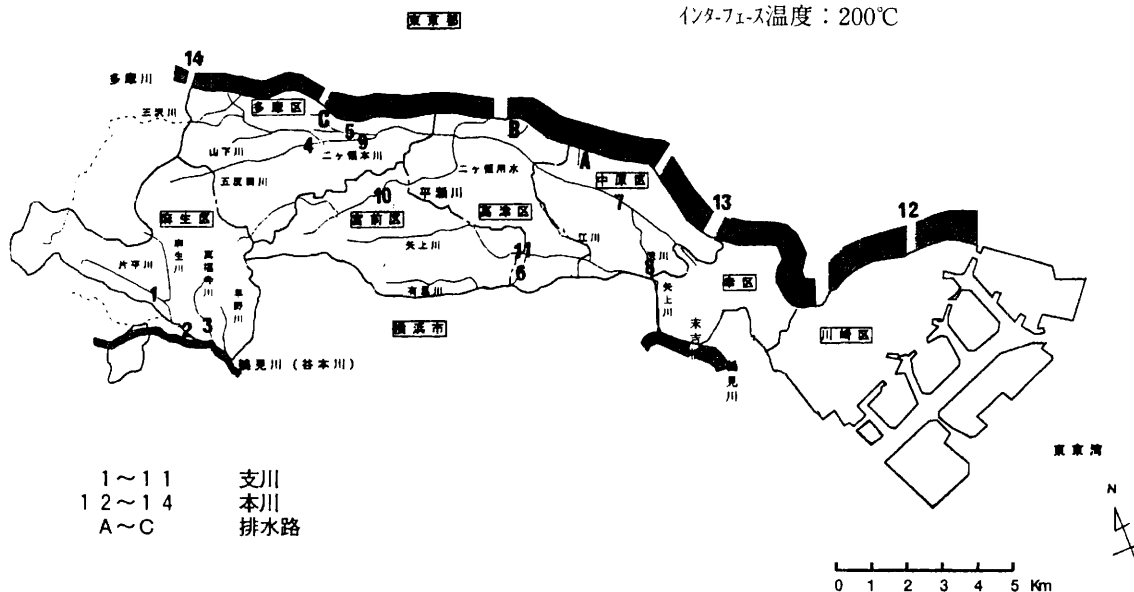 東京都
インターフェース温度：200℃
14
多摩川
三沢川
多摩区
C
5
B
4
9
山下川
二ヶ領本川
A
二ヶ領用水
五反田川
中原区
10
平瀬川
7
13
12
麻生区
宮前区
高津区
麻生川
真福寺川
矢上川
11
江川
片平川
6
8
早野川
有馬川
矢上川
幸区
1
2
3
横浜市
川崎区
鶴見川（谷本川）
鶴見川
東京湾
1～11 支川
12～14 本川
A～C 排水路
N
0 1 2 3 4 5 Km